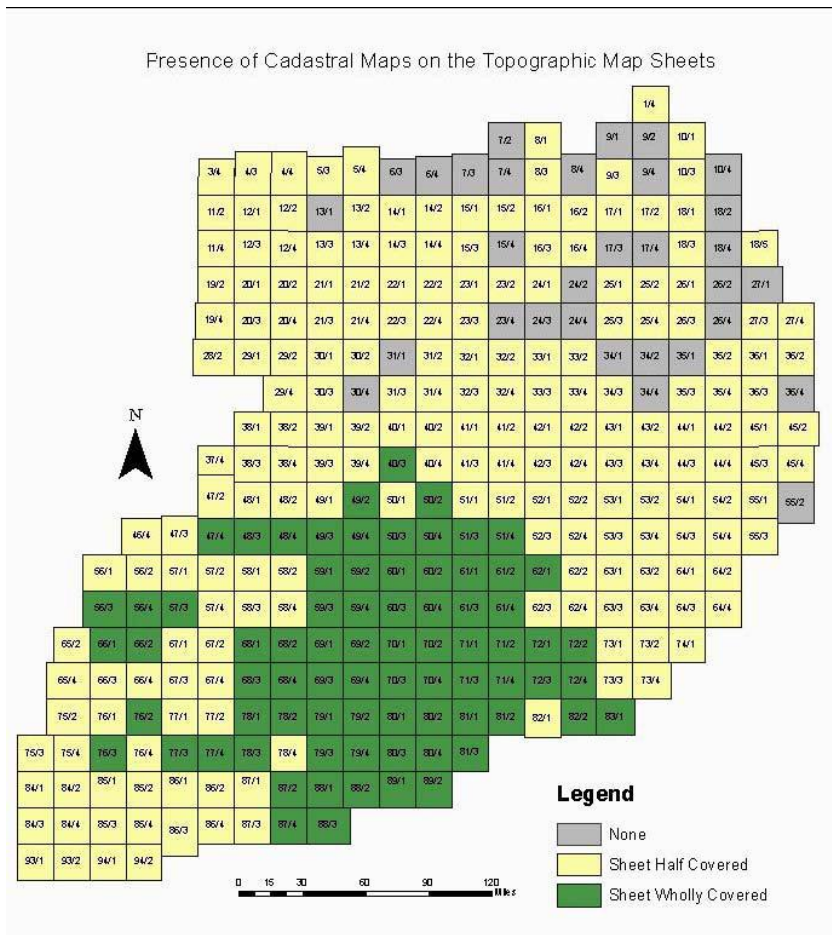 Presence of Cadastral Maps on the Topographic Map Sheets
1/4
7/2 8/1 9/1 9/2 10/1
3/4 4/3 4/4 5/3 5/4 6/3 6/4 7/3 7/4 8/3 8/4 9/3 9/4 10/3 10/4
11/2 12/1 12/2 13/1 13/2 14/1 14/2 15/1 15/2 16/1 16/2 17/1 17/2 18/1 18/2
11/4 12/3 12/4 13/3 13/4 14/3 14/4 15/3 15/4 16/3 16/4 17/3 17/4 18/3 18/4 18/5
19/2 20/1 20/2 21/1 21/2 22/1 22/2 23/1 23/2 24/1 24/2 25/1 25/2 26/1 26/2 27/1
19/4 20/3 20/4 21/3 21/4 22/3 22/4 23/3 23/4 24/3 24/4 25/3 25/4 26/3 26/4 27/3 27/4
28/2 29/1 29/2 30/1 30/2 31/1 31/2 32/1 32/2 33/1 33/2 34/1 34/2 35/1 35/2 36/1 36/2
29/4 30/3 30/4 31/3 31/4 32/3 32/4 33/3 33/4 34/3 34/4 35/3 35/4 36/3 36/4
N
38/1 38/2 39/1 39/2 40/1 40/2 41/1 41/2 42/1 42/2 43/1 43/2 44/1 44/2 45/1 45/2
37/4 38/3 38/4 39/3 39/4 40/3 40/4 41/3 41/4 42/3 42/4 43/3 43/4 44/3 44/4 45/3 45/4
47/2 48/1 48/2 49/1 49/2 50/1 50/2 51/1 51/2 52/1 52/2 53/1 53/2 54/1 54/2 55/1 55/2
46/4 47/3 47/4 48/3 48/4 49/3 49/4 50/3 50/4 51/3 51/4 52/3 52/4 53/3 53/4 54/3 54/4 55/3
56/1 56/2 57/1 57/2 58/1 58/2 59/1 59/2 60/1 60/2 61/1 61/2 62/1 62/2 63/1 63/2 64/1 64/2
56/3 56/4 57/3 57/4 58/3 58/4 59/3 59/4 60/3 60/4 61/3 61/4 62/3 62/4 63/3 63/4 64/3 64/4
65/2 66/1 66/2 67/1 67/2 68/1 68/2 69/1 69/2 70/1 70/2 71/1 71/2 72/1 72/2 73/1 73/2 74/1
65/4 66/3 66/4 67/3 67/4 68/3 68/4 69/3 69/4 70/3 70/4 71/3 71/4 72/3 72/4 73/3 73/4
75/2 76/1 76/2 77/1 77/2 78/1 78/2 79/1 79/2 80/1 80/2 81/1 81/2 82/1 82/2 83/1
75/3 75/4 76/3 76/4 77/3 77/4 78/3 78/4 79/3 79/4 80/3 80/4 81/3
84/1 84/2 85/1 85/2 86/1 86/2 87/1 87/2 88/1 88/2 89/1 89/2
84/3 84/4 85/3 85/4 86/3 86/4 87/3 87/4 88/3
93/1 93/2 94/1 94/2
Legend
None
Sheet Half Covered
Sheet Wholly Covered
0 15 30 60 90 120
Miles